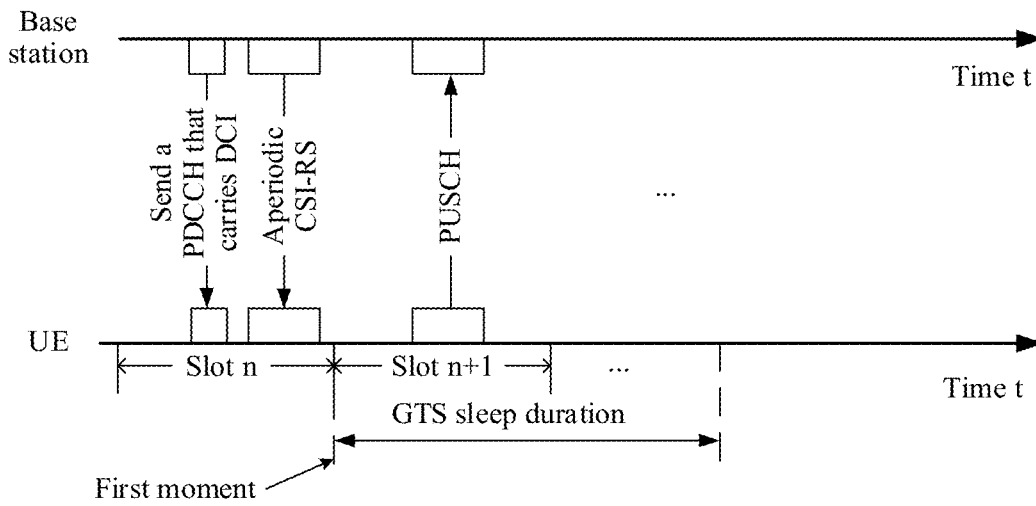 Base
station
Time t
Send a
PDCCH that
carries DCI
Aperiodic
CSI-RS
PUSCH
...
UE
Slot n
Slot n+1
...
Time t
GTS sleep duration
First moment